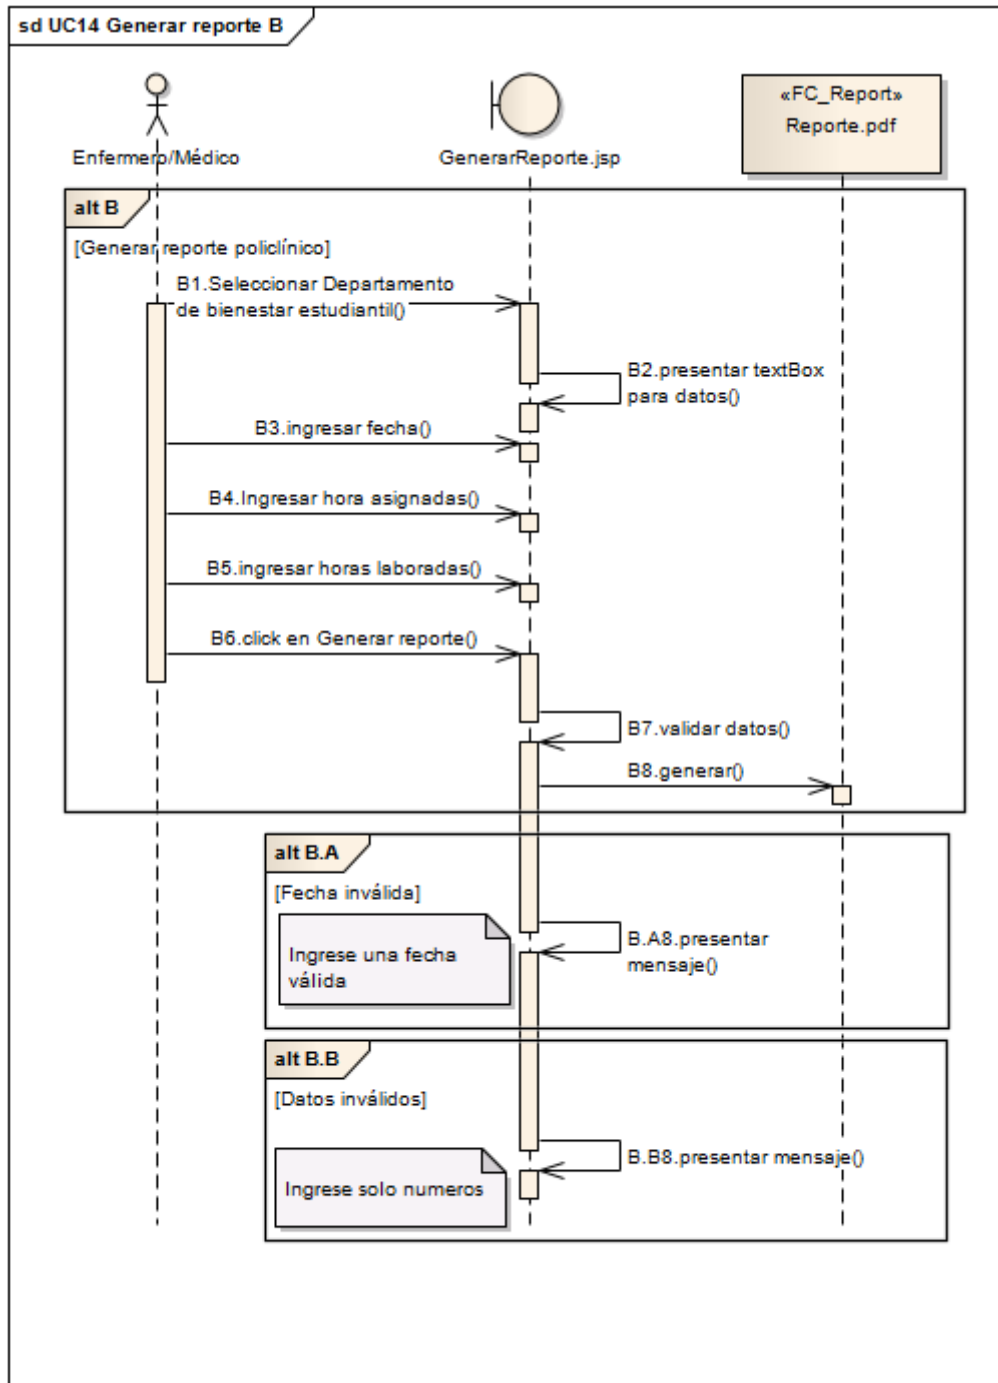 sd UC14 Generar reporte B
«FC_Report»
Reporte.pdf
Enfermero/Médico
GenerarReporte.jsp
alt B
[Generar reporte policlínico]
B1.Seleccionar Departamento
de bienestar estudiantil()
B2.presentar textBox
para datos()
B3.ingresar fecha()
B4.Ingresar hora asignadas()
B5.ingresar horas laboradas()
B6.click en Generar reporte()
B7.validar datos()
B8.generar()
alt B.A
[Fecha inválida]
Ingrese una fecha
válida
B.A8.presentar
mensaje()
alt B.B
[Datos inválidos]
B.B8.presentar mensaje()
Ingrese solo numeros